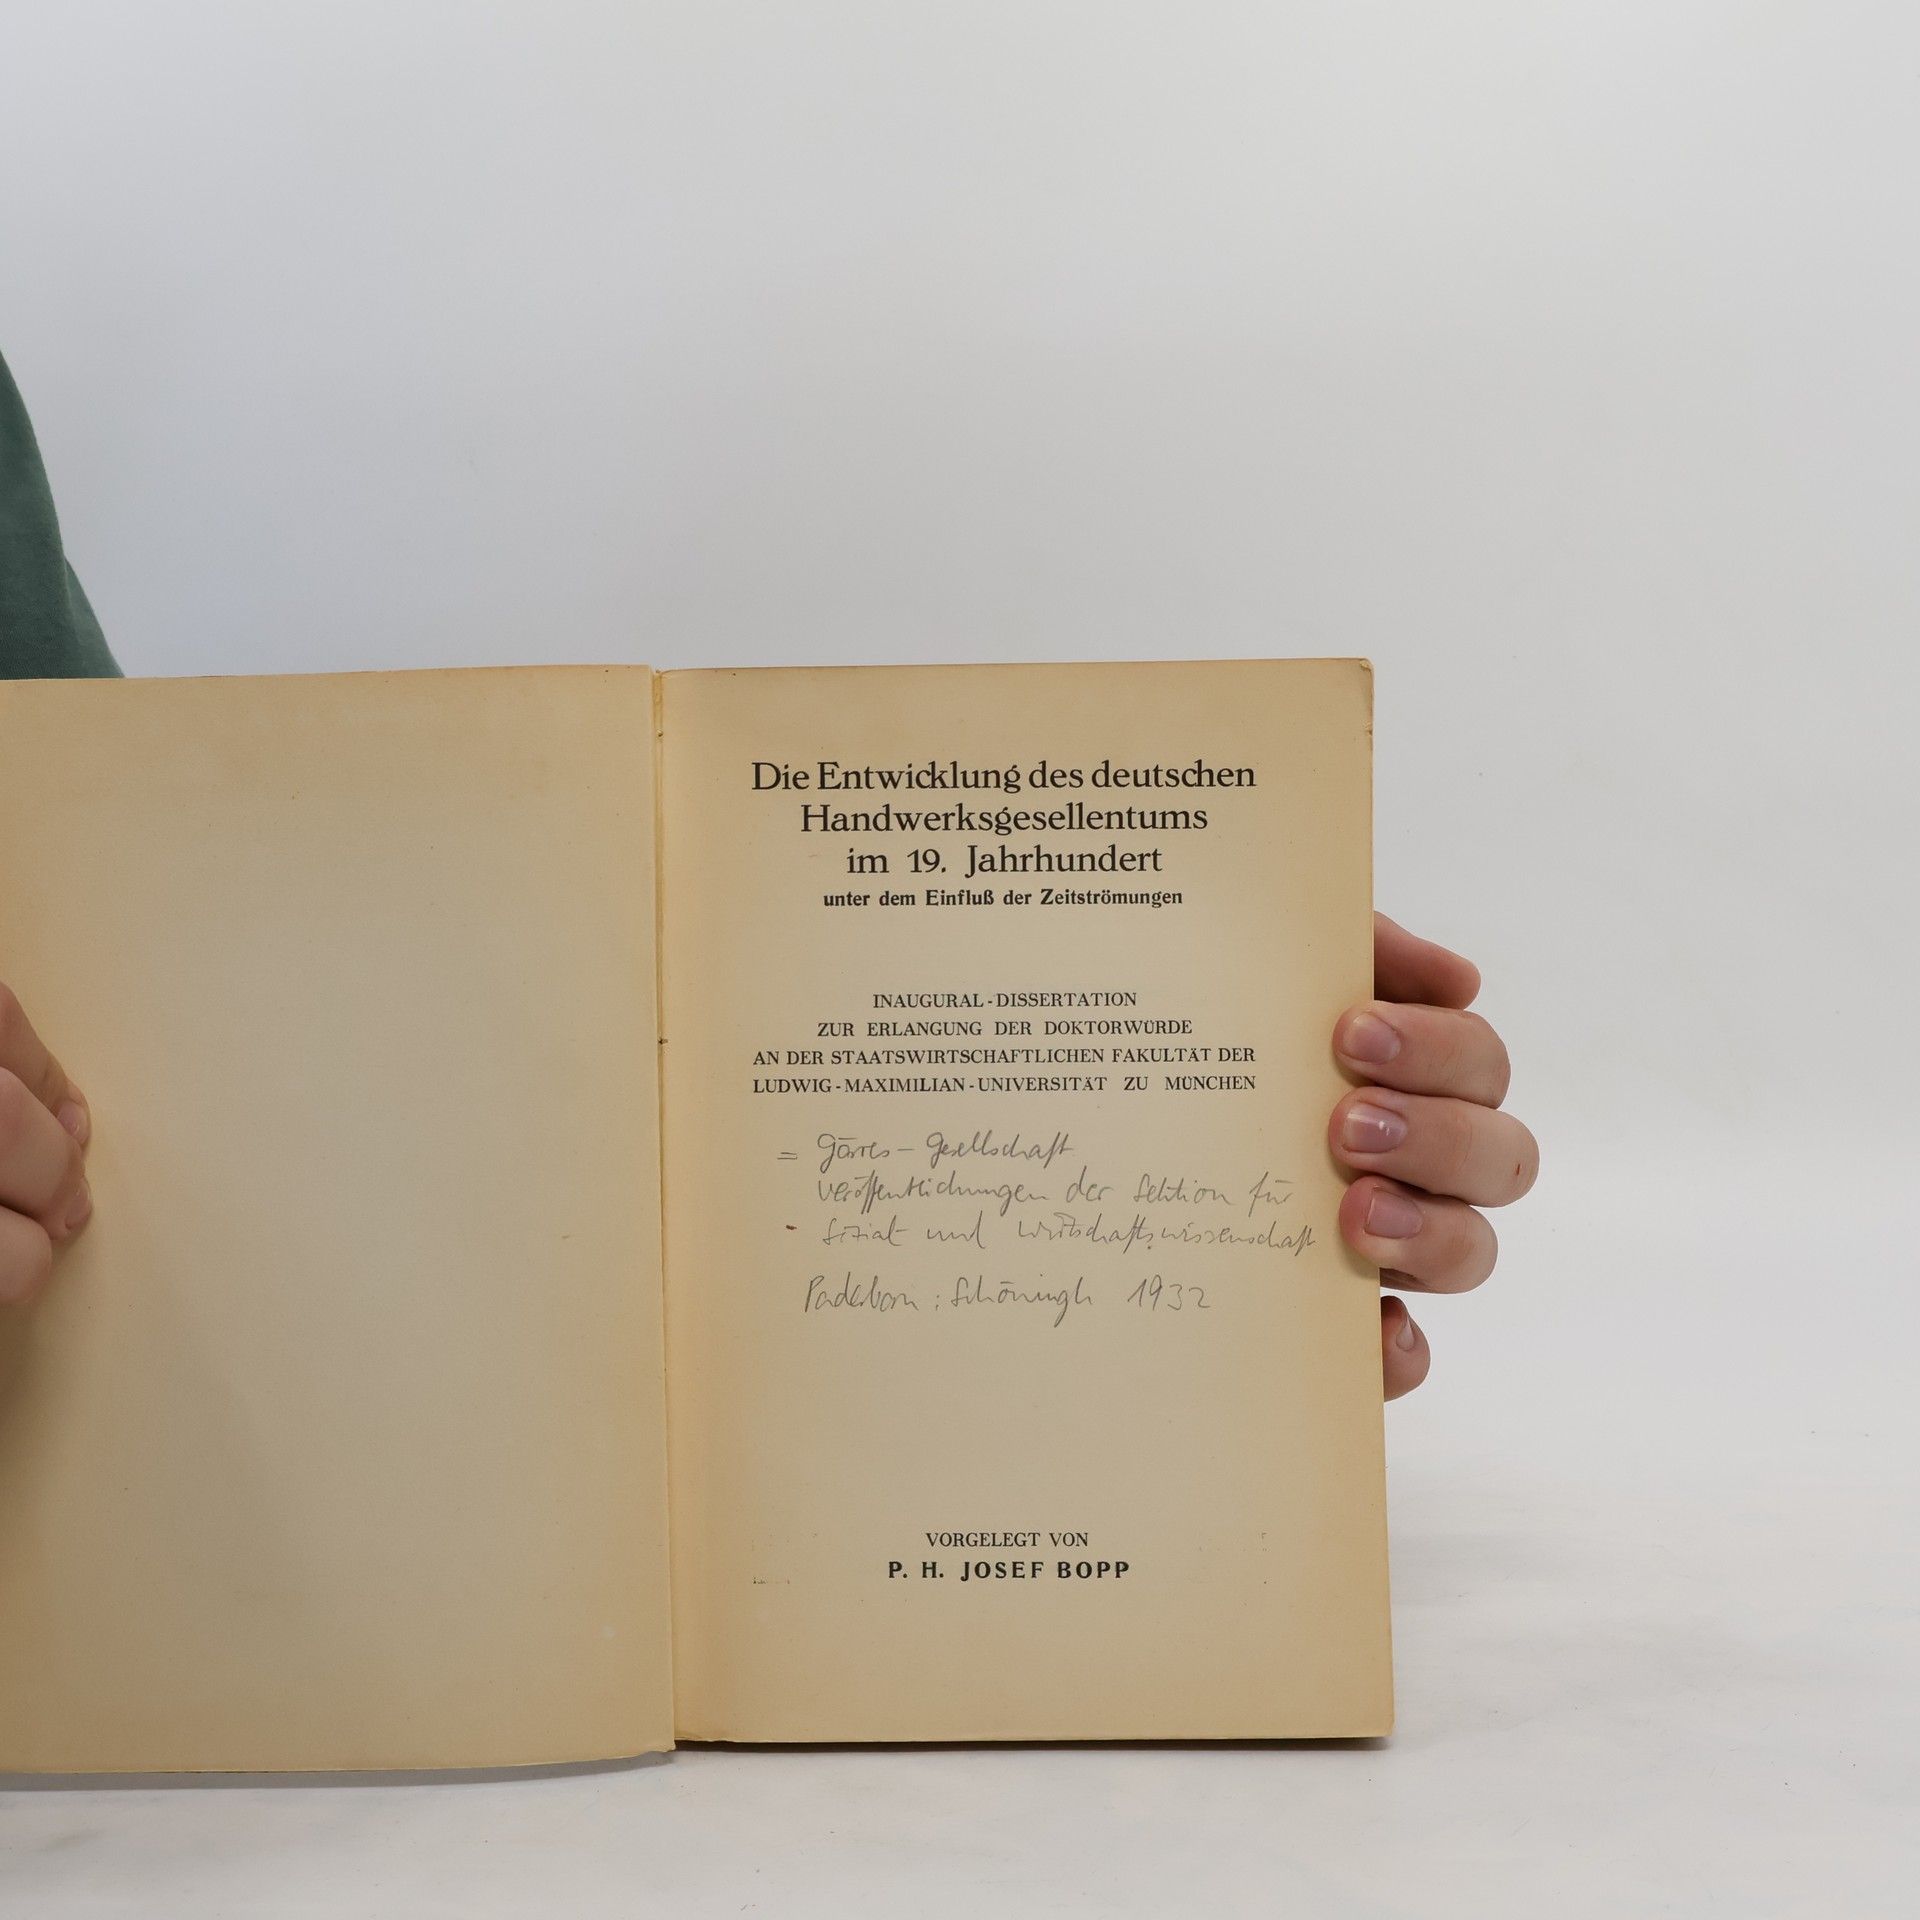 Die Entwicklung des deutschen
Handwerksgesellentums
im 19. Jahrhundert
unter dem Einfluß der Zeitströmungen
INAUGURAL-DISSERTATION
ZUR ERLANGUNG DER DOKTORWÜRDE
AN DER STAATSWIRTSCHAFTLICHEN FAKULTÄT DER
LUDWIG-MAXIMILIAN-UNIVERSITÄT ZU MÜNCHEN
= Görres-Gesellschaft
Veröffentlichungen der Sektion für
Sozial- und Wirtschaftswissenschaft
Paderborn : Schöningh 1932
VORGELEGT VON
P. H. JOSEF BOPP